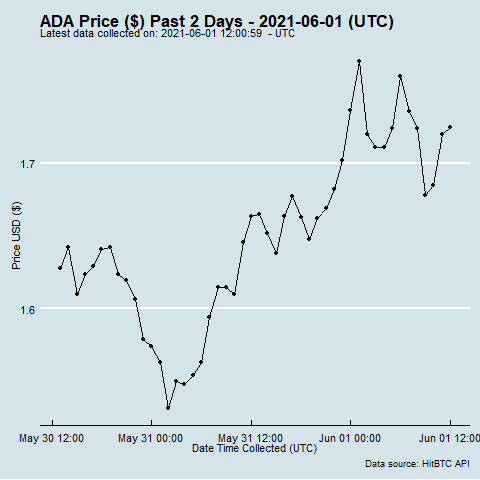 ADA Price ($) Past 2 Days - 2021-06-01 (UTC)
Latest data collected on: 2021-06-01 12:00:59  - UTC
1.7
Price USD ($)
1.6
May 30 12:00
May 31 00:00
May 31 12:00
Jun 01 00:00
Jun 01 12:00
Date Time Collected (UTC)
Data source: HitBTC API